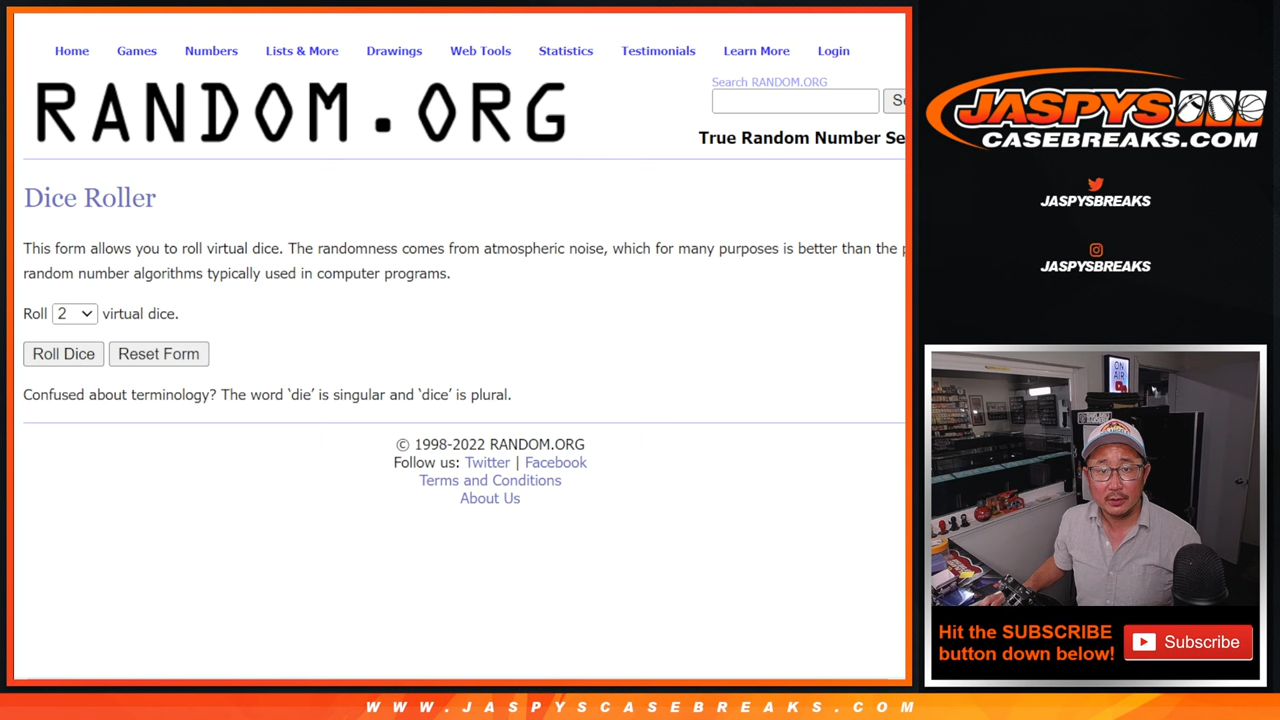 Home Games Numbers Lists & More Drawings Web Tools Statistics Testimonials Learn More Login
RANDOM.ORG
Search RANDOM.ORG
True Random Number Se
Dice Roller
This form allows you to roll virtual dice. The randomness comes from atmospheric noise, which for many purposes is better than the
random number algorithms typically used in computer programs.
Roll 2 virtual dice.
Roll Dice Reset Form
Confused about terminology? The word ‘die’ is singular and ‘dice’ is plural.
© 1998-2022 RANDOM.ORG
Follow us: Twitter | Facebook
Terms and Conditions
About Us
JASPYS
CASEBREAKS.COM
JASPYSBREAKS
JASPYSBREAKS
ON
AIR
Hit the SUBSCRIBE
button down below!
Subscribe
WWW.JASPYSCASEBREAKS.COM